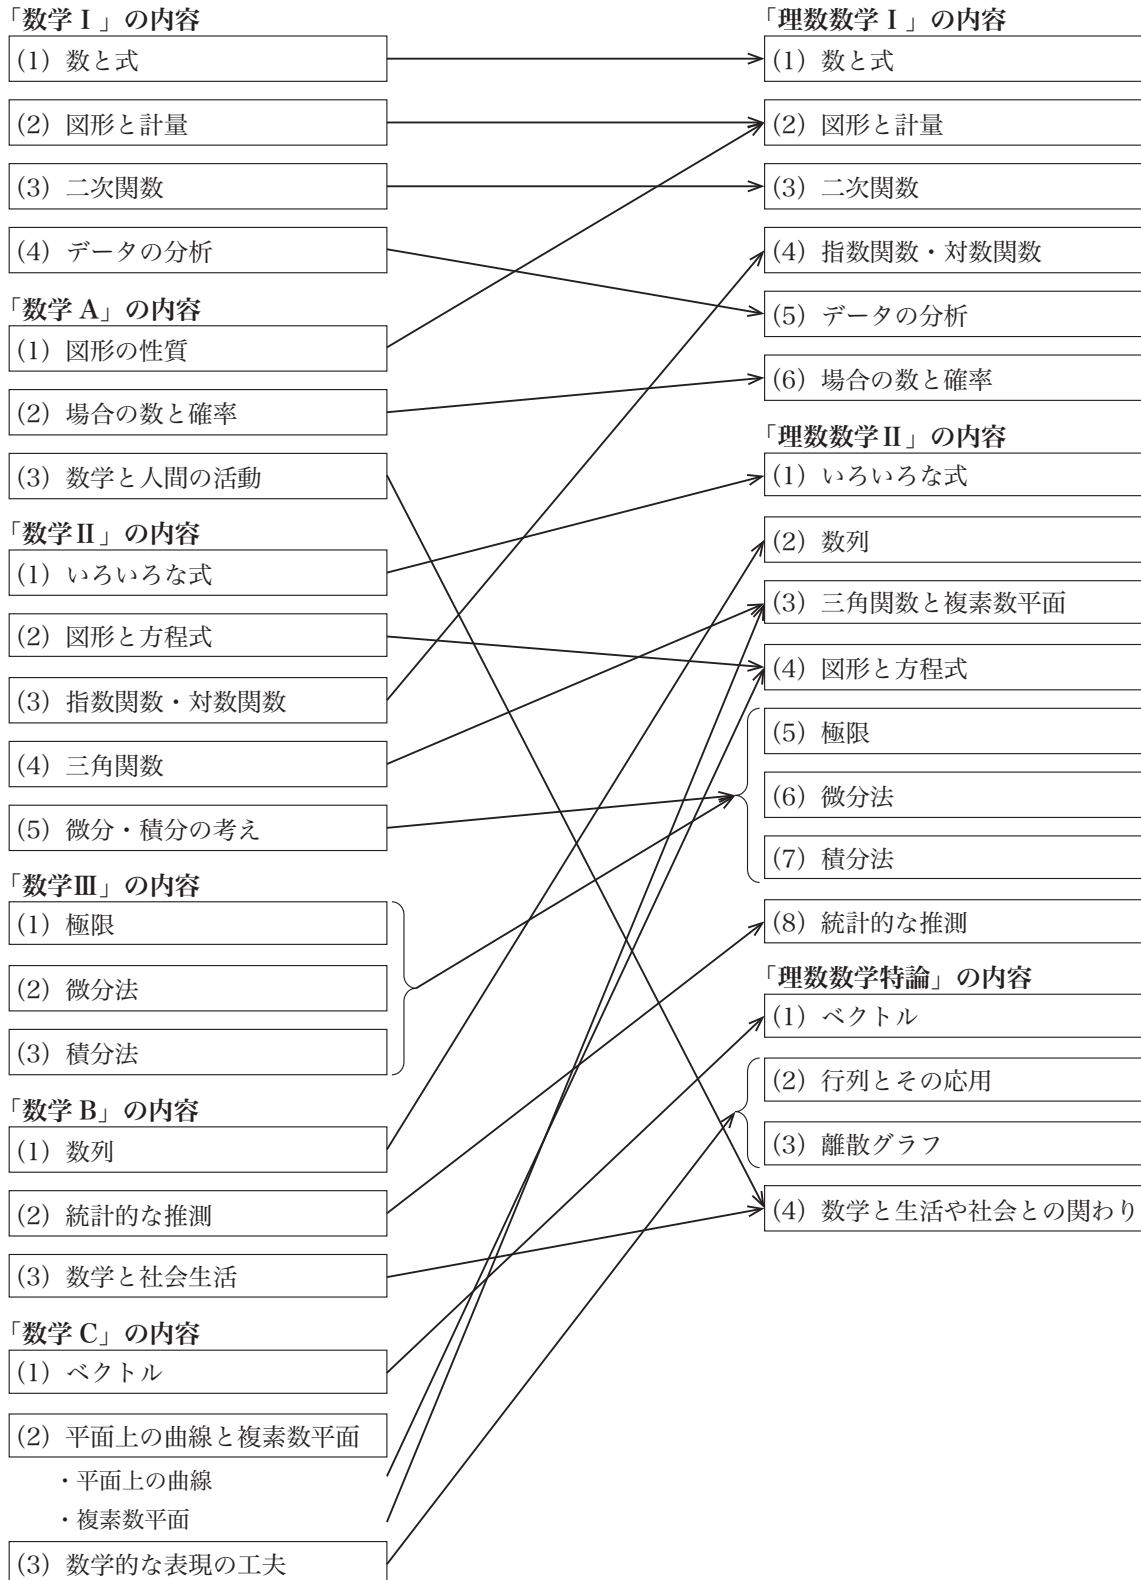 「数学Ⅰ」の内容
(1) 数と式
(2) 図形と計量
(3) 二次関数
(4) データの分析
「数学 A」の内容
(1) 図形の性質
(2) 場合の数と確率
(3) 数学と人間の活動
「数学Ⅱ」の内容
(1) いろいろな式
(2) 図形と方程式
(3) 指数関数・対数関数
(4) 三角関数
(5) 微分・積分の考え
「数学Ⅲ」の内容
(1) 極限
(2) 微分法
(3) 積分法
「数学 B」の内容
(1) 数列
(2) 統計的な推測
(3) 数学と社会生活
「数学 C」の内容
(1) ベクトル
(2) 平面上の曲線と複素数平面
・平面上の曲線
・複素数平面
(3) 数学的な表現の工夫
「理数数学Ⅰ」の内容
(1) 数と式
(2) 図形と計量
(3) 二次関数
(4) 指数関数・対数関数
(5) データの分析
(6) 場合の数と確率
「理数数学Ⅱ」の内容
(1) いろいろな式
(2) 数列
(3) 三角関数と複素数平面
(4) 図形と方程式
(5) 極限
(6) 微分法
(7) 積分法
(8) 統計的な推測
「理数数学特論」の内容
(1) ベクトル
(2) 行列とその応用
(3) 離散グラフ
(4) 数学と生活や社会との関わり